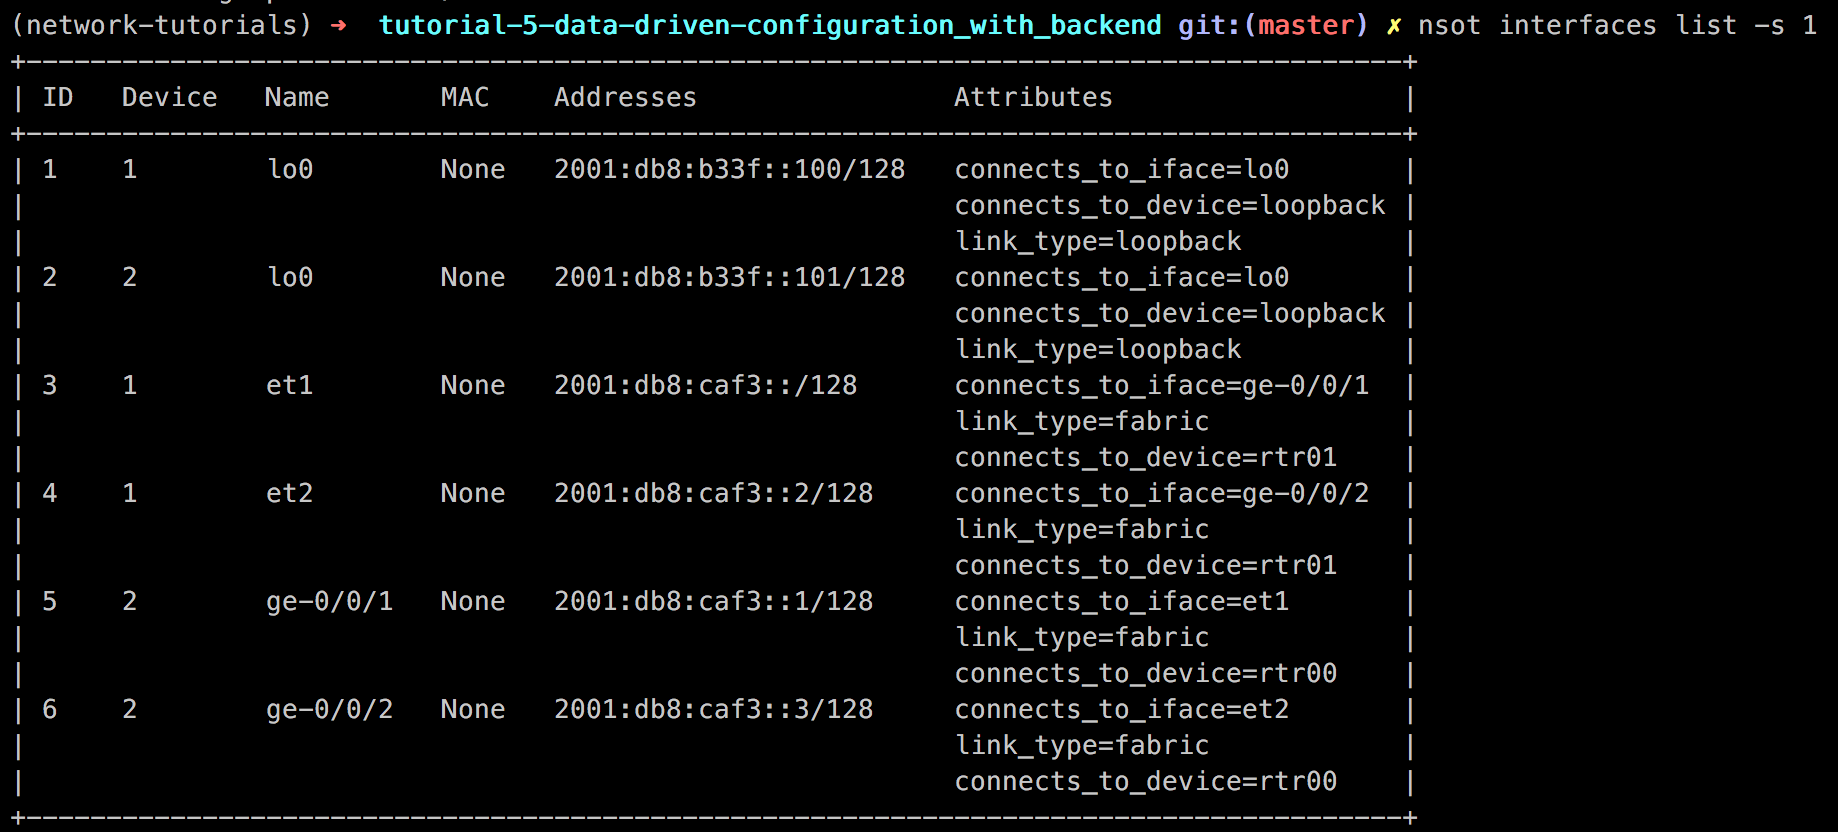 (network-tutorials) ➜  tutorial-5-data-driven-configuration_with_backend git:(master) ✗ nsot interfaces list -s 1
+--------------------------------------------------------------------------------------+
| ID   Device   Name       MAC    Addresses                Attributes                  |
+--------------------------------------------------------------------------------------+
| 1    1        lo0        None   2001:db8:b33f::100/128   connects_to_iface=lo0       |
|                                                          connects_to_device=loopback |
|                                                          link_type=loopback          |
| 2    2        lo0        None   2001:db8:b33f::101/128   connects_to_iface=lo0       |
|                                                          connects_to_device=loopback |
|                                                          link_type=loopback          |
| 3    1        et1        None   2001:db8:caf3::/128      connects_to_iface=ge-0/0/1  |
|                                                          link_type=fabric            |
|                                                          connects_to_device=rtr01    |
| 4    1        et2        None   2001:db8:caf3::2/128     connects_to_iface=ge-0/0/2  |
|                                                          link_type=fabric            |
|                                                          connects_to_device=rtr01    |
| 5    2        ge-0/0/1   None   2001:db8:caf3::1/128     connects_to_iface=et1       |
|                                                          link_type=fabric            |
|                                                          connects_to_device=rtr00    |
| 6    2        ge-0/0/2   None   2001:db8:caf3::3/128     connects_to_iface=et2       |
|                                                          link_type=fabric            |
|                                                          connects_to_device=rtr00    |
+--------------------------------------------------------------------------------------+